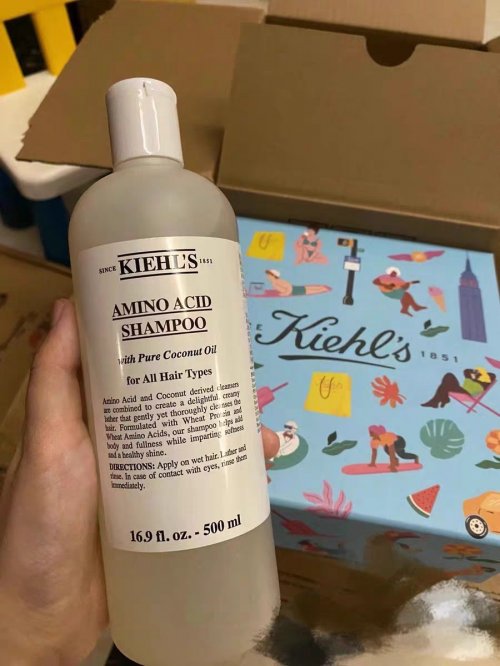 SINCE KIEHL'S 1851
AMINO ACID
SHAMPOO
with Pure Coconut Oil
for All Hair Types
Amino Acid and Coconut derived cleansers
are combined to create a delightful, creamy
lather that gently yet thoroughly cleanses the
hair. Formulated with Wheat Protein and
Wheat Amino Acids, our shampoo helps add
body and fullness while imparting softness
and a healthy shine.
DIRECTIONS: Apply on wet hair. Lather and
rinse. In case of contact with eyes, rinse them
immediately.
16.9 fl. oz. - 500 ml
E Kiehl's 1851